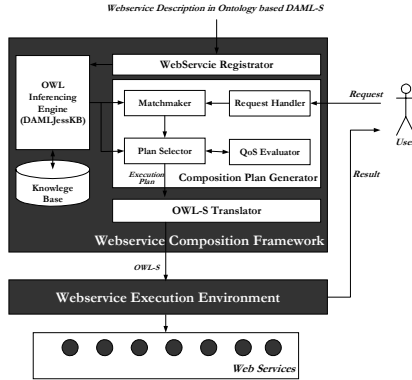 Webservice Description in Ontology based DAML-S
WebServcie Registrator
OWL
Inferencing
Engine
(DAMLJessKB)
Matchmaker
Request Handler
Request
Plan Selector
QoS Evaluator
User
Knowlege
Base
Execution
Plan
Composition Plan Generator
Result
OWL-S Translator
Webservice Composition Framework
OWL-S
Webservice Execution Environment
Web Services